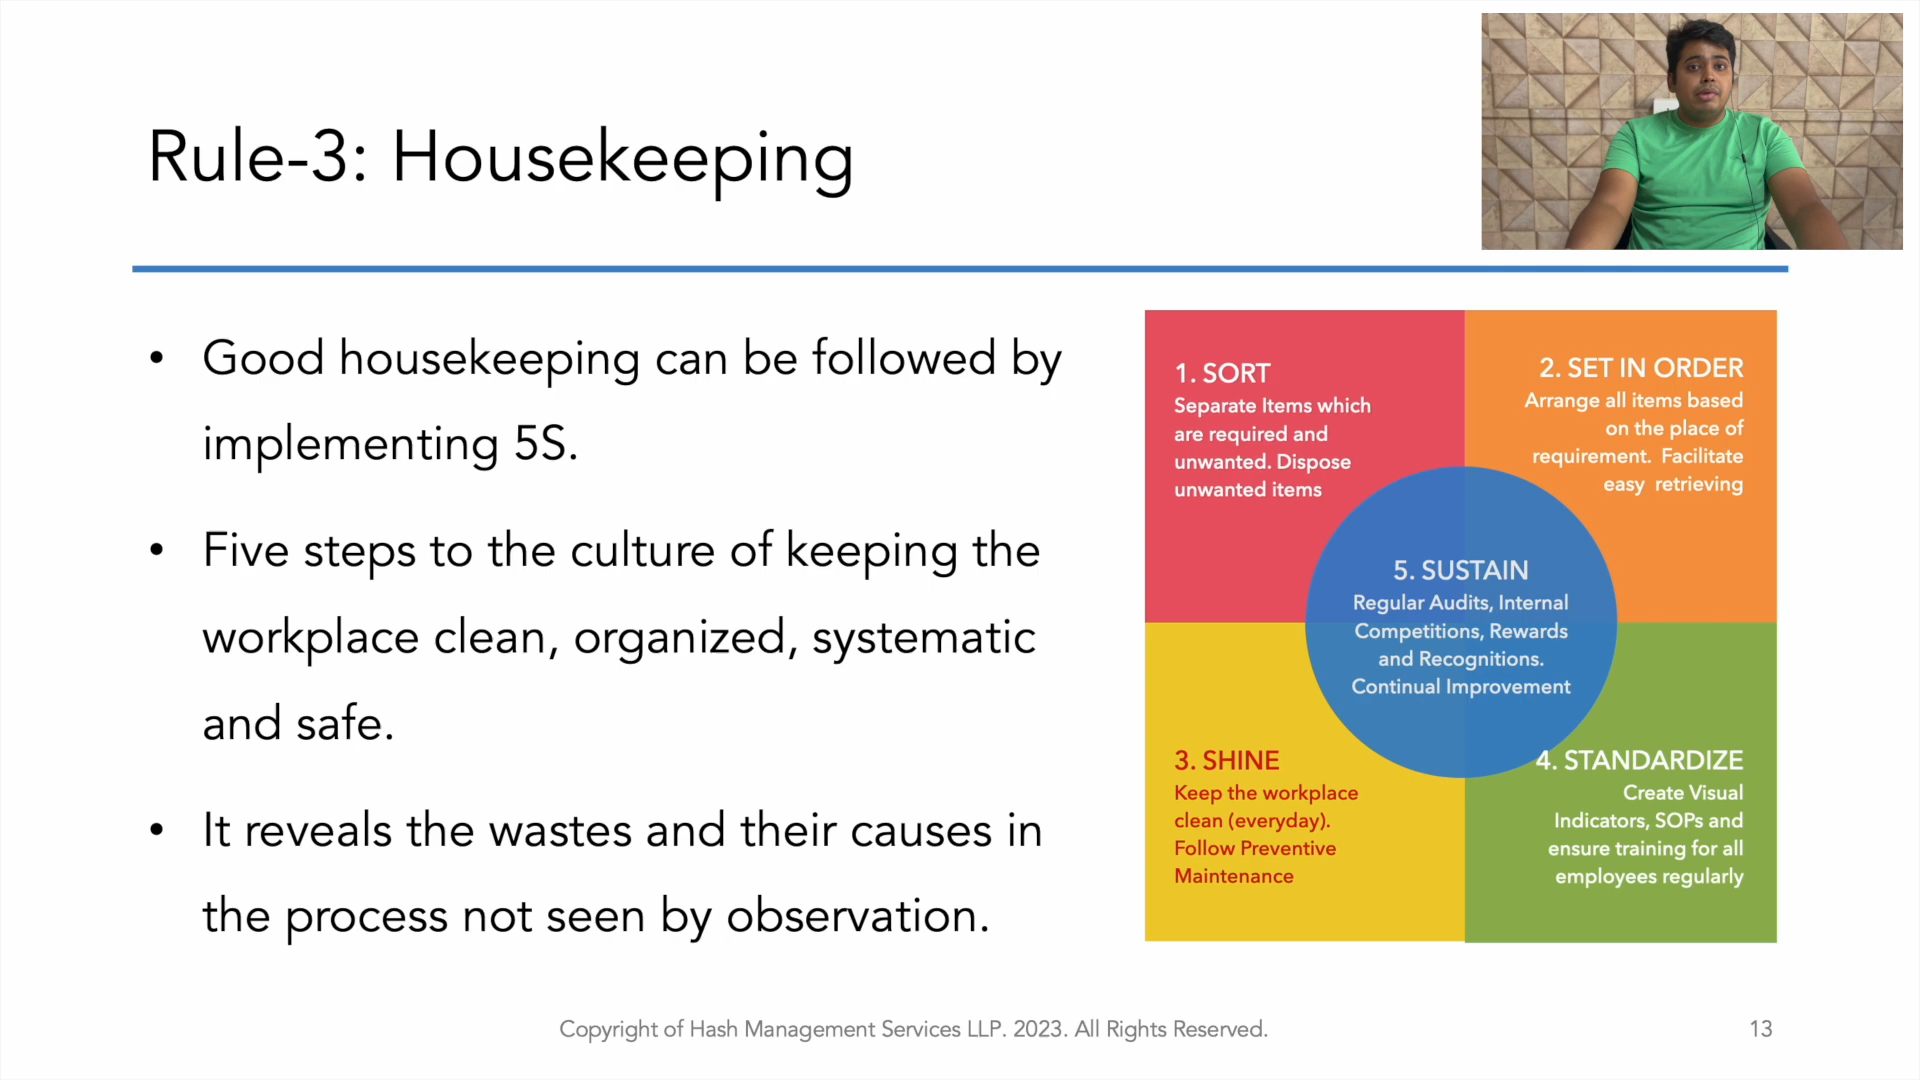 Rule-3: Housekeeping
• Good housekeeping can be followed by
implementing 5S.
• Five steps to the culture of keeping the
workplace clean, organized, systematic
and safe.
• It reveals the wastes and their causes in
the process not seen by observation.
1. SORT
Separate Items which
are required and
unwanted. Dispose
unwanted items
2. SET IN ORDER
Arrange all items based
on the place of
requirement. Facilitate
easy retrieving
5. SUSTAIN
Regular Audits, Internal
Competitions, Rewards
and Recognitions.
Continual Improvement
3. SHINE
Keep the workplace
clean (everyday).
Follow Preventive
Maintenance
4. STANDARDIZE
Create Visual
Indicators, SOPs and
ensure training for all
employees regularly
Copyright of Hash Management Services LLP. 2023. All Rights Reserved.
13